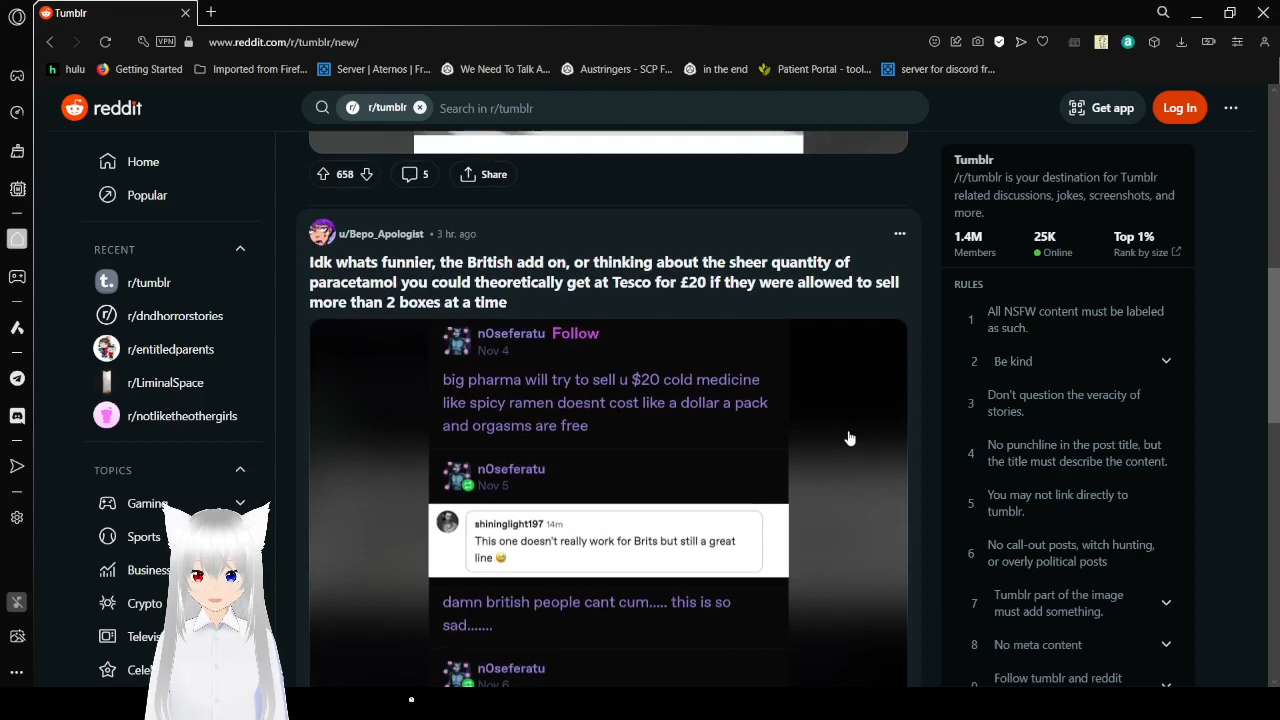 Tumblr
VPN
www.reddit.com/r/tumblr/new/
hulu
Getting Started
Imported from Firef...
Server | Aternos | Fr...
We Need To Talk A...
Austringers - SCP F...
in the end
Patient Portal - tool...
server for discord fr...
reddit
r/tumblr
Search in r/tumblr
Get app
Log In
Home
Popular
RECENT
r/tumblr
r/dndhorrorstories
r/entitledparents
r/LiminalSpace
r/notliketheothergirls
TOPICS
Gaming
Sports
Business
Crypto
Televis
Celeb
658
5
Share
u/Bepo_Apologist • 3 hr. ago
Idk whats funnier, the British add on, or thinking about the sheer quantity of
paracetamol you could theoretically get at Tesco for £20 if they were allowed to sell
more than 2 boxes at a time
n0seferatu Follow
Nov 4
big pharma will try to sell u $20 cold medicine
like spicy ramen doesnt cost like a dollar a pack
and orgasms are free
n0seferatu
Nov 5
shininglight197 14m
This one doesn't really work for Brits but still a great
line 😅
damn british people cant cum..... this is so
sad.......
n0seferatu
Nov 6
Tumblr
/r/tumblr is your destination for Tumblr
related discussions, jokes, screenshots, and
more.
1.4M
Members
25K
Online
Top 1%
Rank by size
RULES
1
All NSFW content must be labeled
as such.
2
Be kind
3
Don't question the veracity of
stories.
4
No punchline in the post title, but
the title must describe the content.
5
You may not link directly to
tumblr.
6
No call-out posts, witch hunting,
or overly political posts
7
Tumblr part of the image
must add something.
8
No meta content
Follow tumblr and reddit